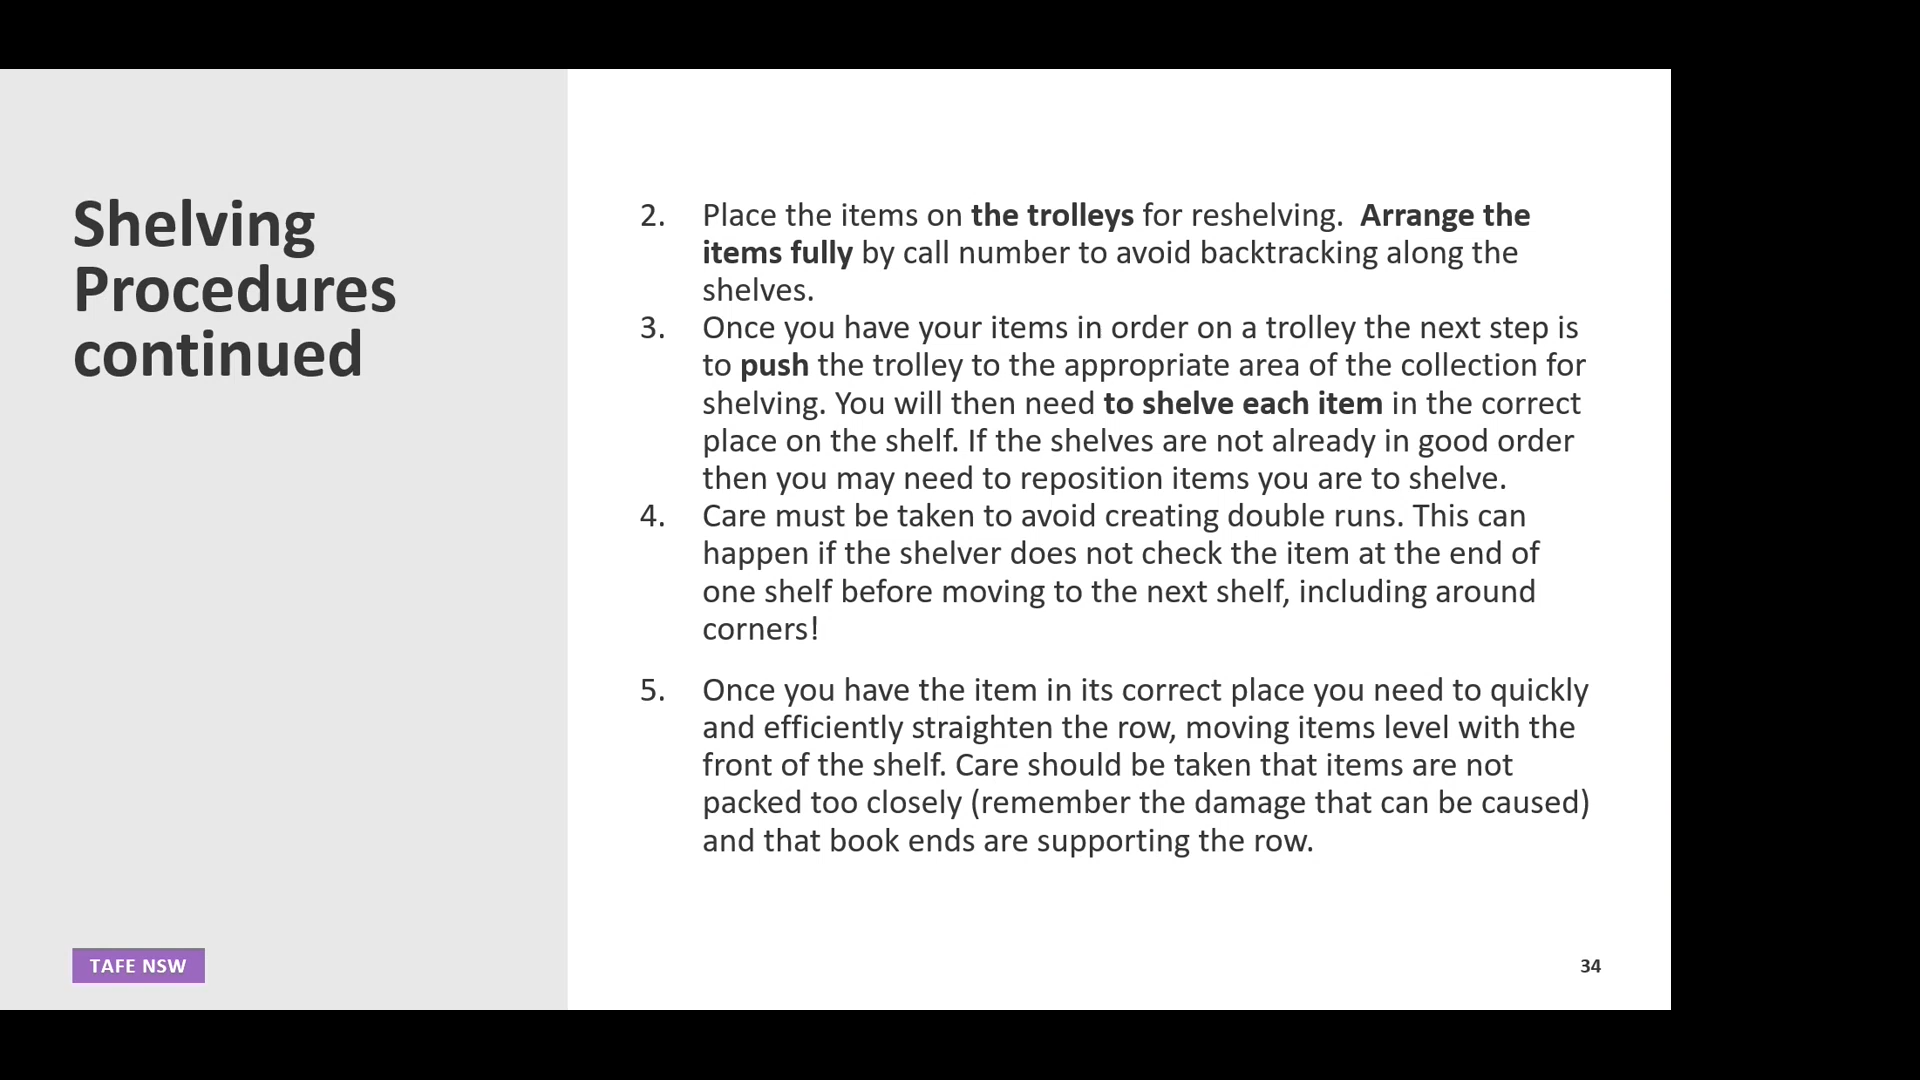 Shelving
Procedures
continued
2. Place the items on the trolleys for reshelving.  Arrange the
items fully by call number to avoid backtracking along the
shelves.
3. Once you have your items in order on a trolley the next step is
to push the trolley to the appropriate area of the collection for
shelving. You will then need to shelve each item in the correct
place on the shelf. If the shelves are not already in good order
then you may need to reposition items you are to shelve.
4. Care must be taken to avoid creating double runs. This can
happen if the shelver does not check the item at the end of
one shelf before moving to the next shelf, including around
corners!
5. Once you have the item in its correct place you need to quickly
and efficiently straighten the row, moving items level with the
front of the shelf. Care should be taken that items are not
packed too closely (remember the damage that can be caused)
and that book ends are supporting the row.
TAFE NSW
34